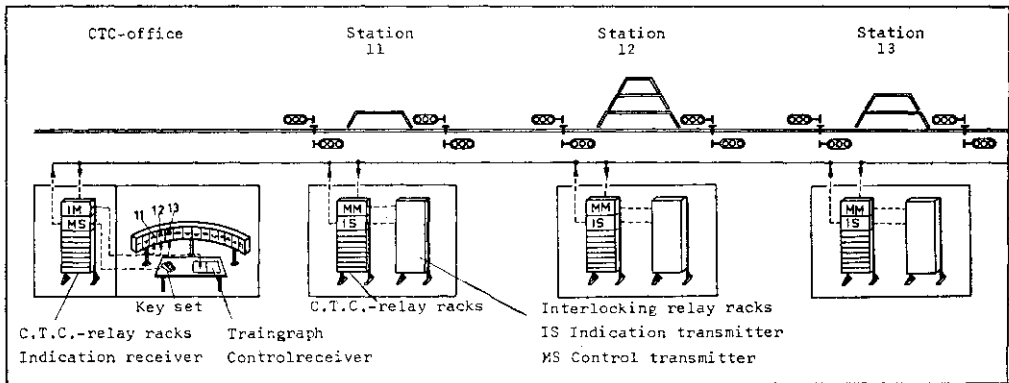 CTC-office
Station
11
Station
12
Station
13
IM
MS
11
12
13
MM
IS
MM
IS
MM
IS
Key set
C.T.C.-relay racks
Interlocking relay racks
C.T.C.-relay racks
Traingraph
IS Indication transmitter
Indication receiver
Controlreceiver
MS Control transmitter